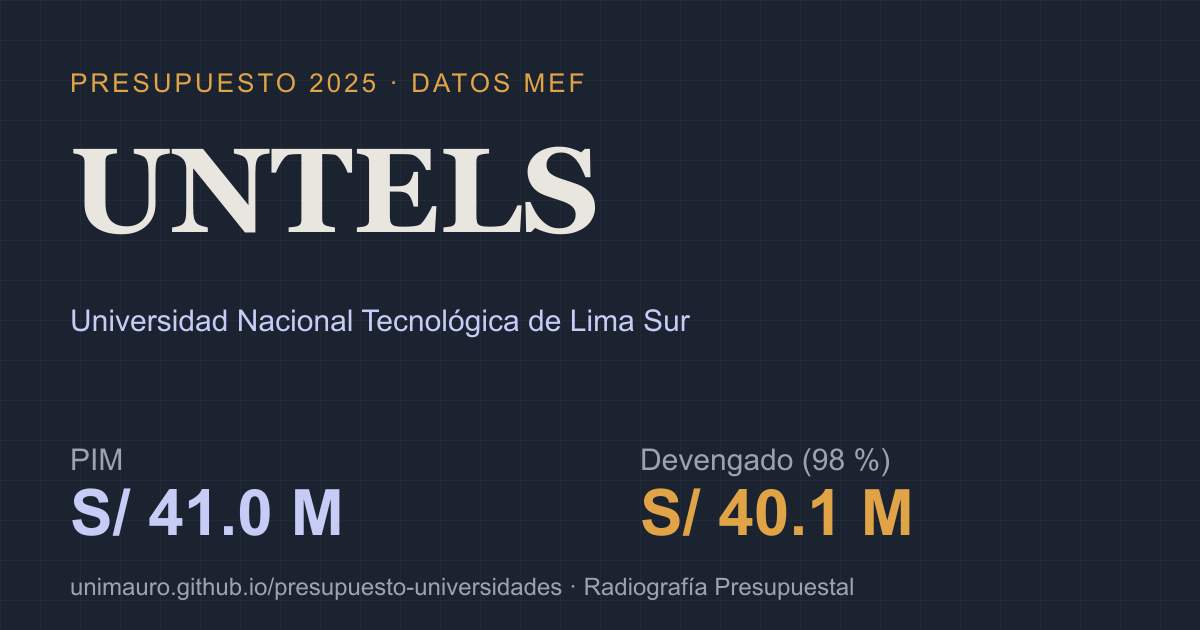 PRESUPUESTO 2025 · DATOS MEF
UNTELS
Universidad Nacional Tecnológica de Lima Sur
PIM
S/ 41.0 M
Devengado (98 %)
S/ 40.1 M
unimauro.github.io/presupuesto-universidades · Radiografía Presupuestal